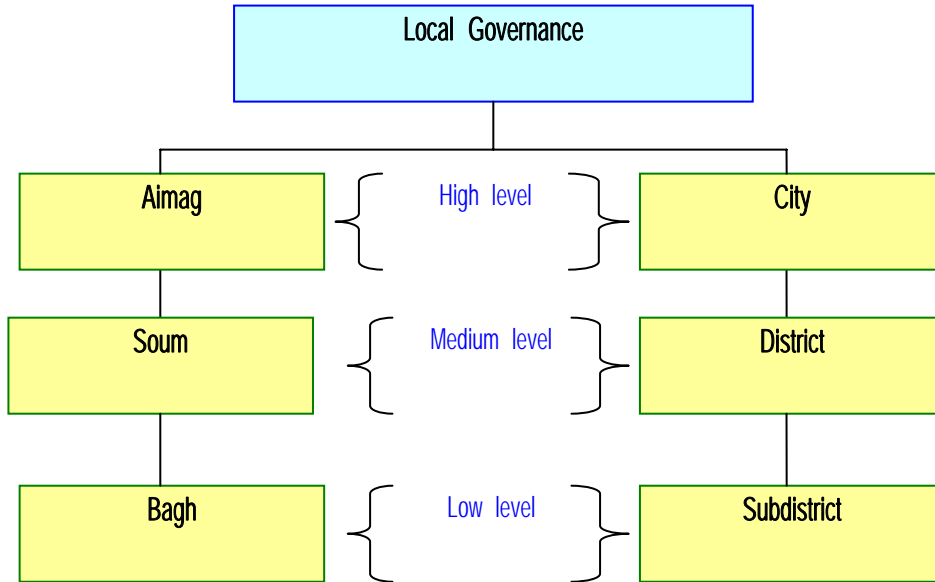 Local Governance
Aimag
High level
City
Soum
Medium level
District
Bagh
Low level
Subdistrict